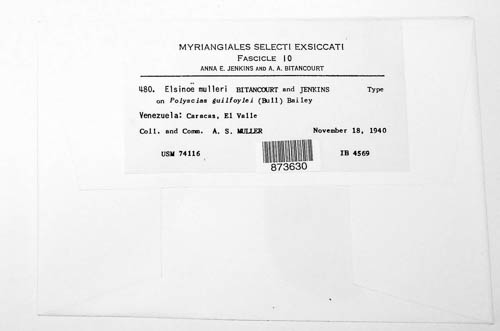 MYRIANGIALES SELECTI EXSICCATI
FASCICLE 10
ANNA E. JENKINS AND A. A. BITANCOURT
480. Elsinoë mulleri BITANCOURT and JENKINS Type
on Polyscias guilfoylei (Bull) Bailey
Venezuela: Caracas, El Valle
Coll. and Comm. A. S. MULLER November 18, 1940
USM 74116 IB 4569
873630